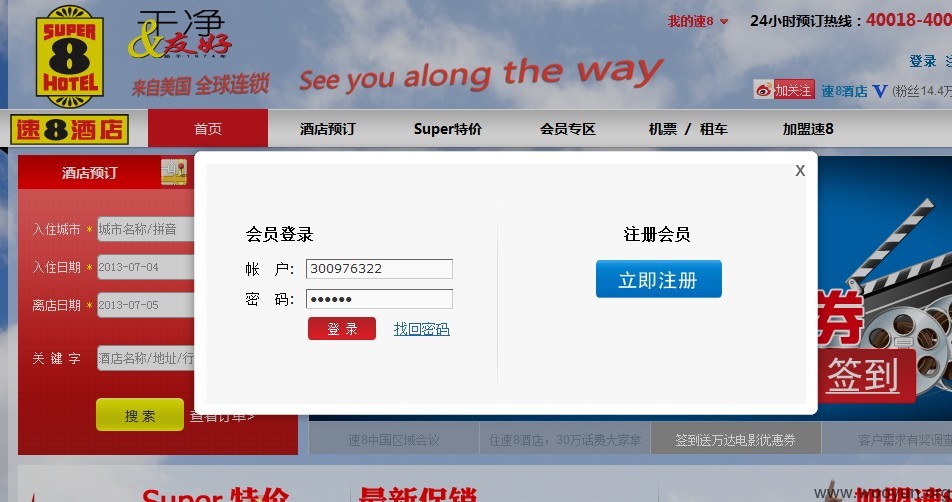 SUPER
8
HOTEL
干净
&友好
我的速8
24小时预订热线：40018-400
来自美国 全球连锁
See you along the way
登录
加关注
速8酒店
(粉丝14.4万
速8酒店
首页
酒店预订
Super特价
会员专区
机票 / 租车
加盟速8
酒店预订
X
入住城市 * 城市名称/拼音
入住日期 * 2013-07-04
离店日期 * 2013-07-05
关 键 字 酒店名称/地址/行
搜 索
查看订单>
会员登录
帐 户: 300976322
密 码: ●●●●●●
登 录
找回密码
注册会员
立即注册
券
签到
速8中国区域会议
住速8酒店，30万话费大家拿
签到送万达电影优惠券
客户需求有奖调查
Super 特价
最新促销
加盟速